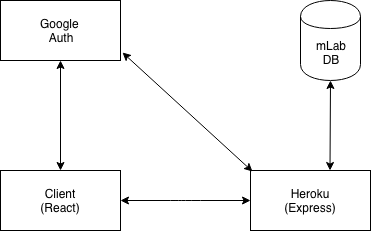 Google
Auth
mLab
DB
Client
(React)
Heroku
(Express)